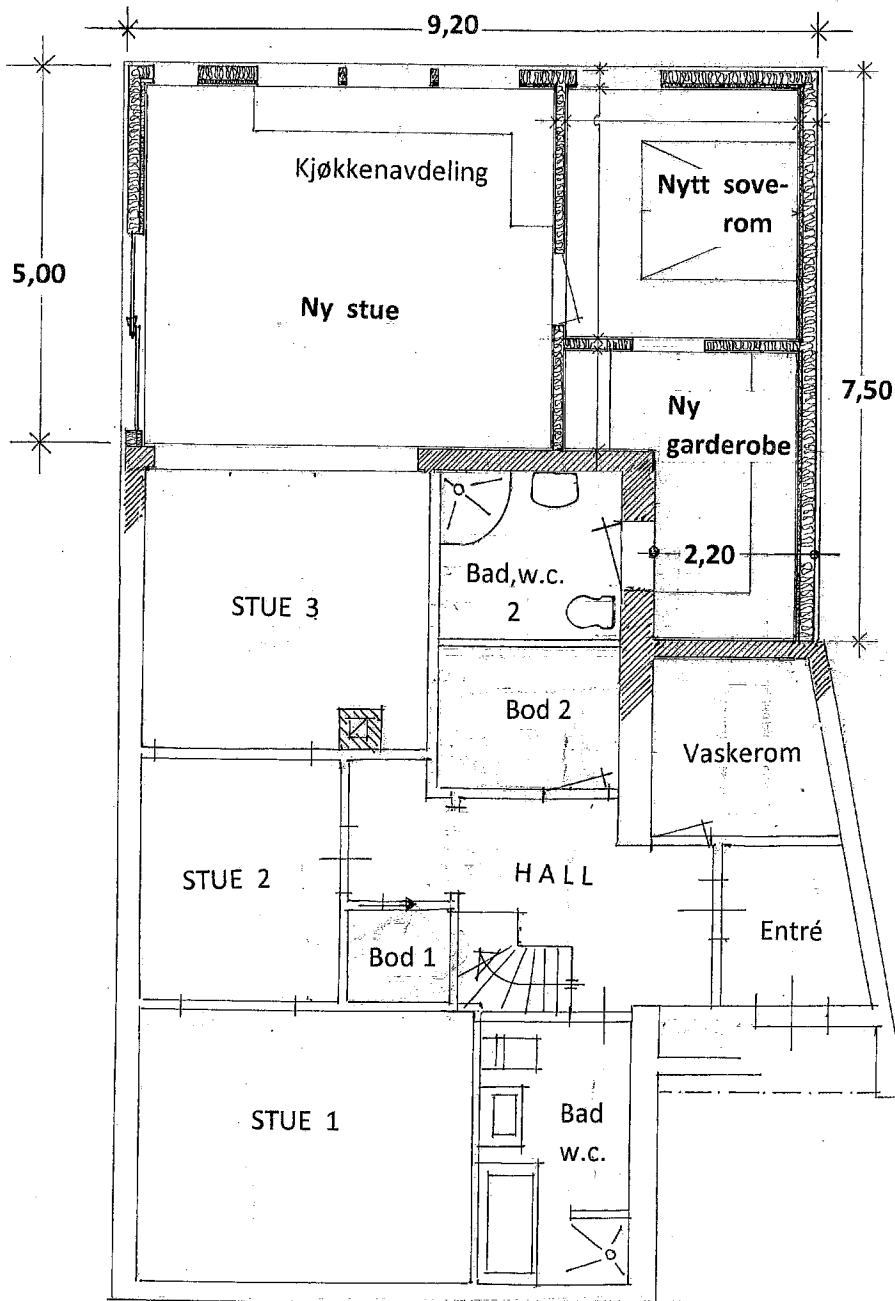 9,20
Kjøkkenavdeling
Nytt sove-
rom
5,00
Ny stue
7,50
Ny
garderobe
2,20
Bad,w.c.
2
STUE 3
Bod 2
Vaskerom
STUE 2
HALL
Bod 1
Entré
STUE 1
Bad
w.c.